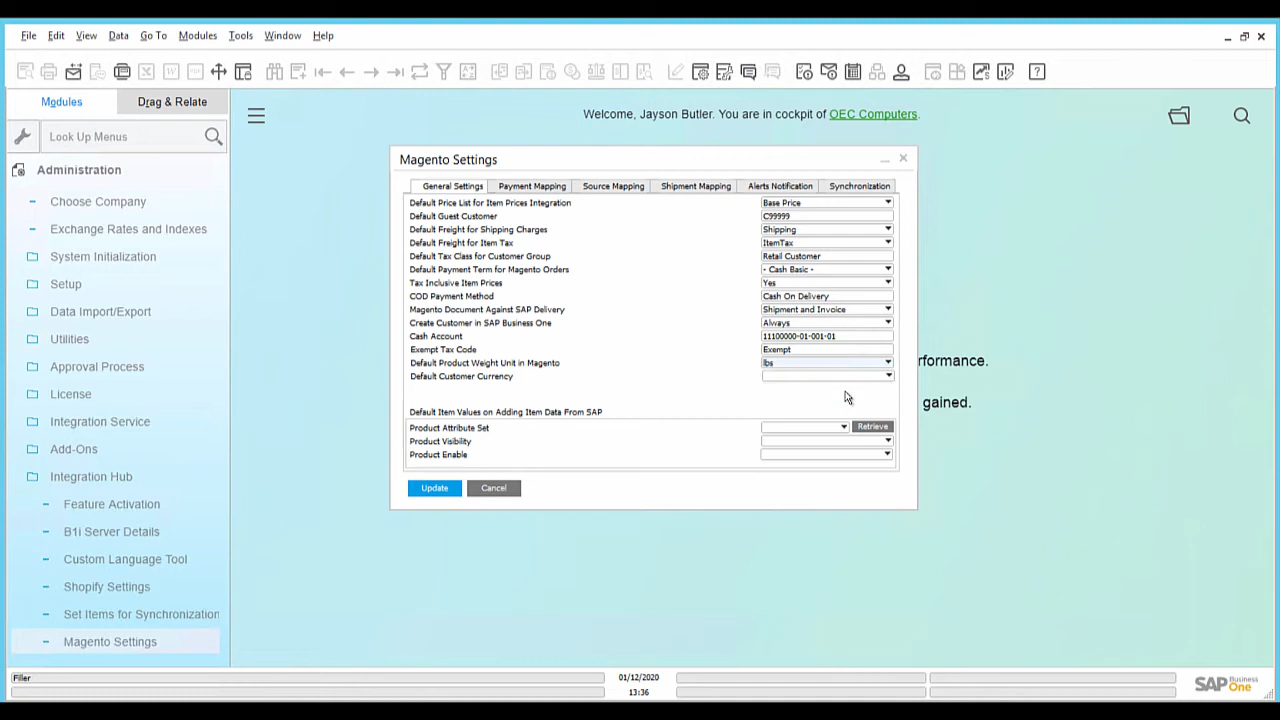 File Edit View Data Go To Modules Tools Window Help
Modules Drag & Relate
Look Up Menus
Welcome, Jayson Butler. You are in cockpit of OEC Computers.
Administration
Choose Company
Exchange Rates and Indexes
System Initialization
Setup
Data Import/Export
Utilities
Approval Process
License
Integration Service
Add-Ons
Integration Hub
Feature Activation
B1i Server Details
Custom Language Tool
Shopify Settings
Set Items for Synchronization
Magento Settings
Magento Settings
General Settings Payment Mapping Source Mapping Shipment Mapping Alerts Notification Synchronization
Default Price List for Item Prices Integration Base Price
Default Guest Customer C99999
Default Freight for Shipping Charges Shipping
Default Freight for Item Tax ItemTax
Default Tax Class for Customer Group Retail Customer
Default Payment Term for Magento Orders - Cash Basic -
Tax Inclusive Item Prices Yes
COD Payment Method Cash On Delivery
Magento Document Against SAP Delivery Shipment and Invoice
Create Customer in SAP Business One Always
Cash Account 11100000-01-001-01
Exempt Tax Code Exempt
Default Product Weight Unit in Magento lbs
Default Customer Currency
Default Item Values on Adding Item Data From SAP
Product Attribute Set Retrieve
Product Visibility
Product Enable
Update Cancel
rformance.
gained.
Filler
01/12/2020
13:36
SAP Business One